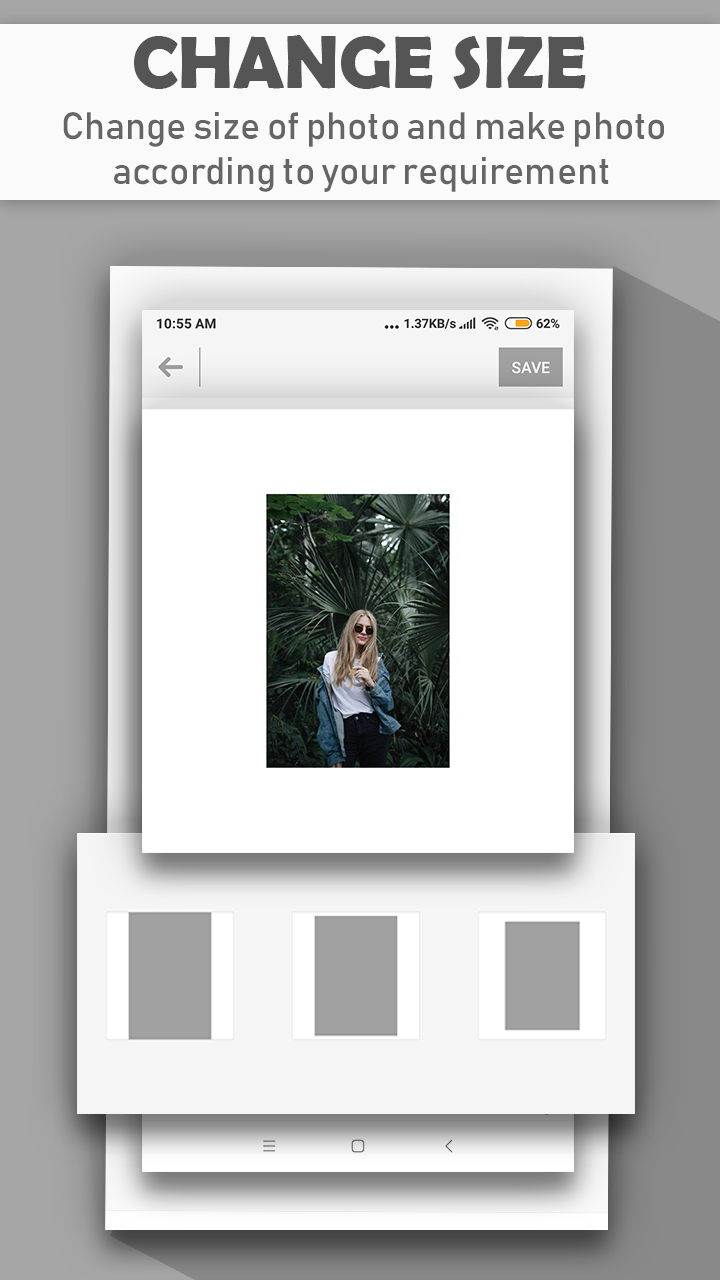 CHANGE SIZE
Change size of photo and make photo
according to your requirement
10:55 AM ... 1.37KB/s 62%
SAVE